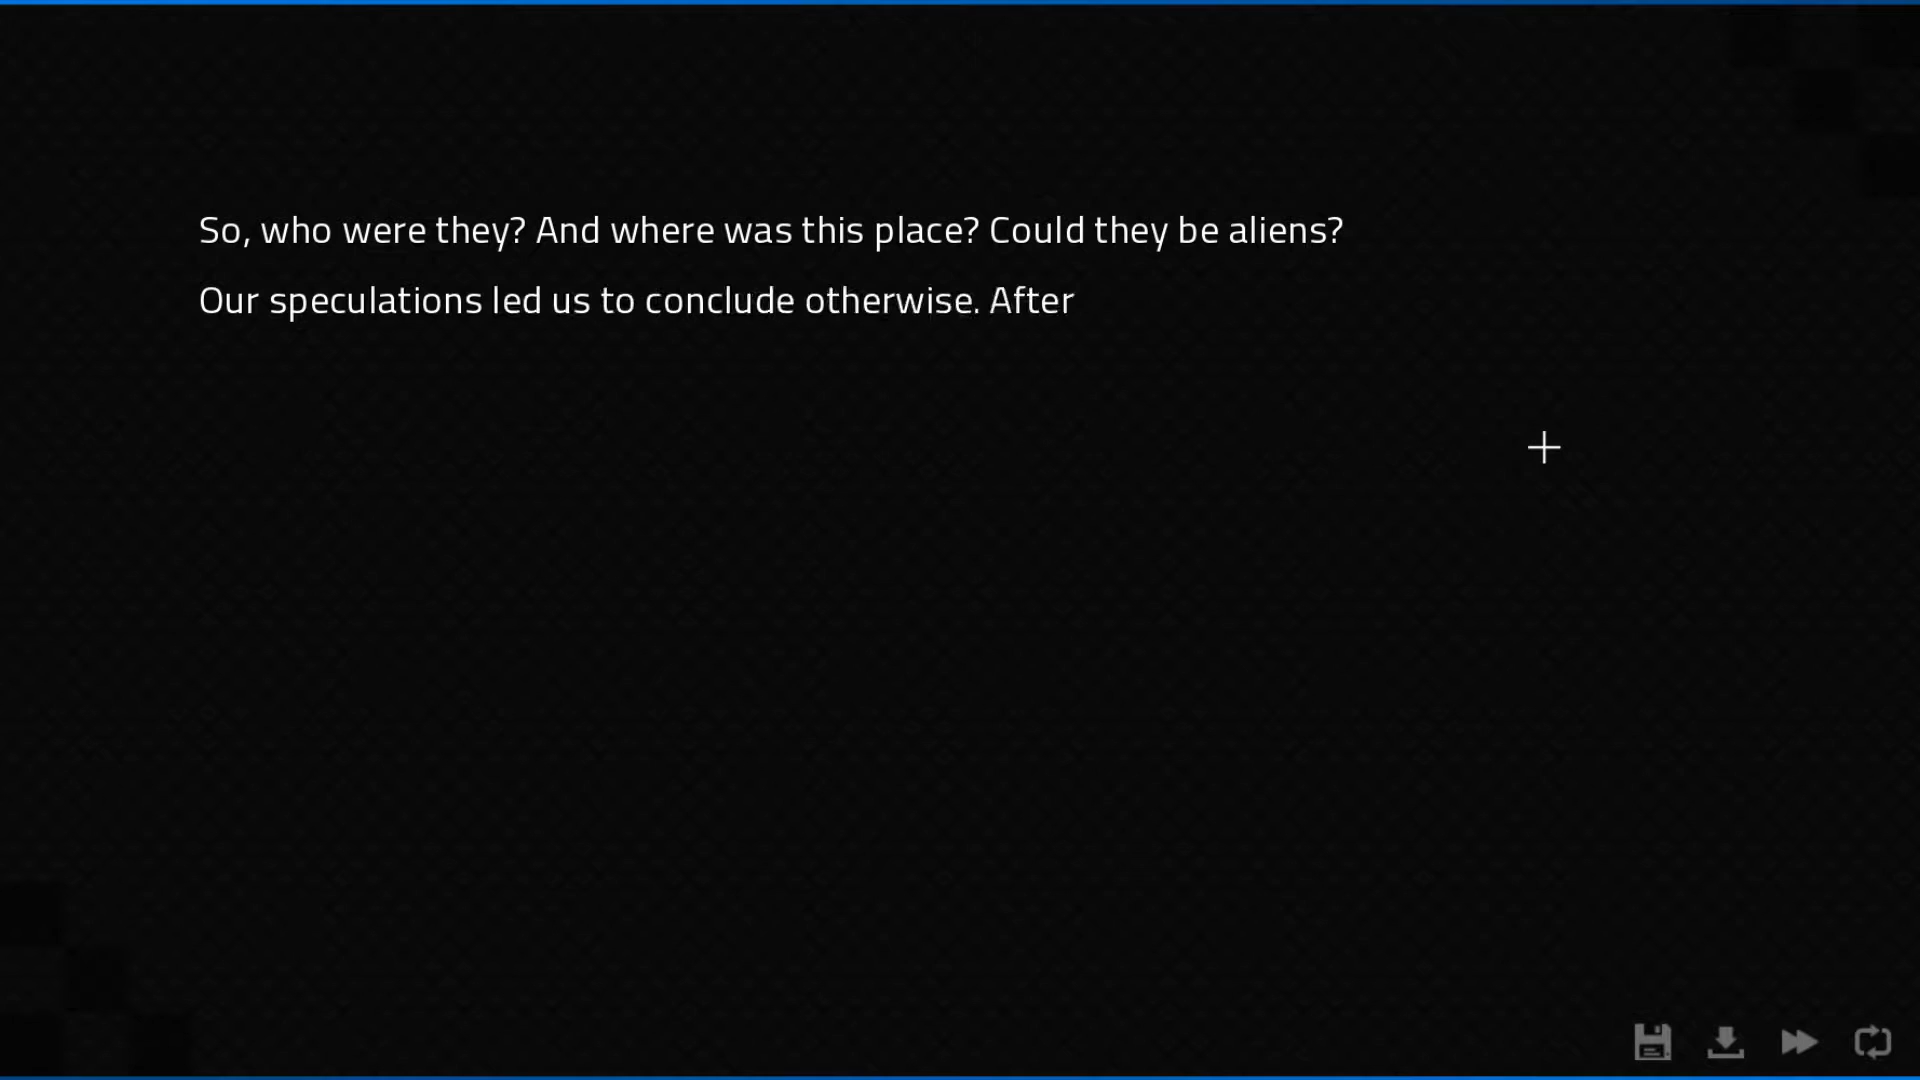 So, who were they? And where was this place? Could they be aliens?
Our speculations led us to conclude otherwise. After